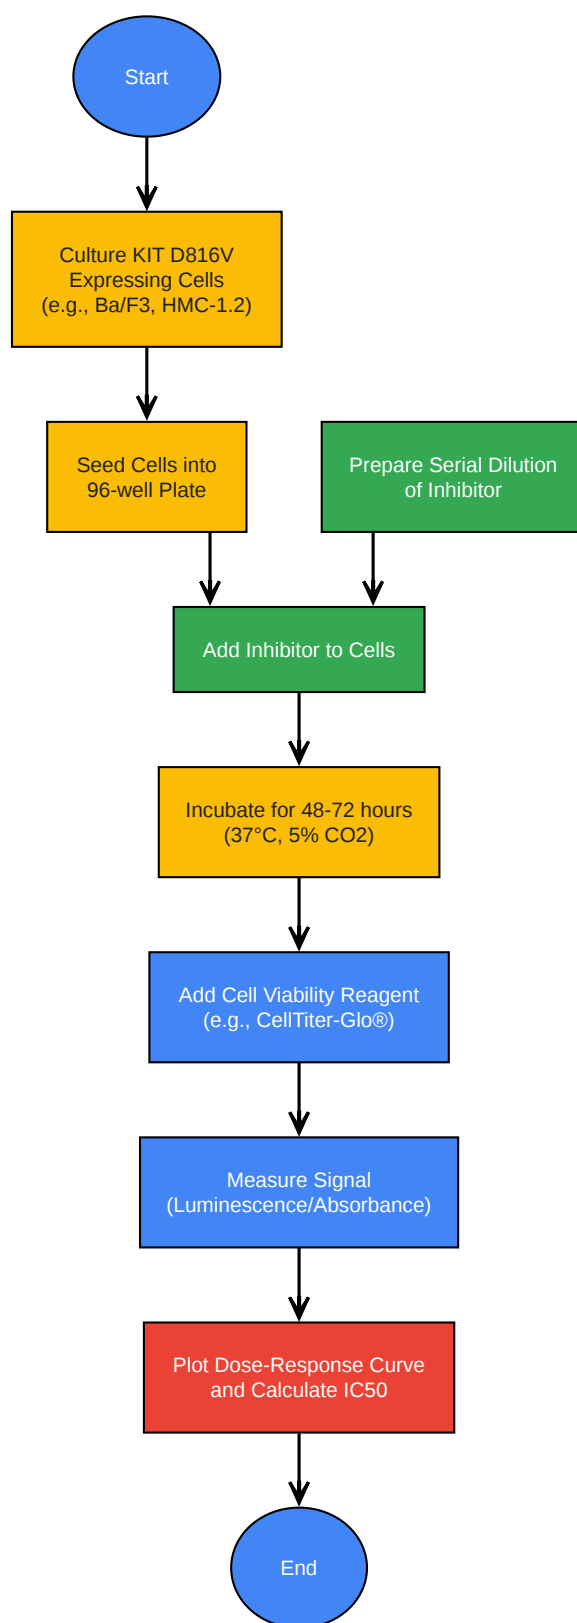 Start
Culture KIT D816V
Expressing Cells
(e.g., Ba/F3, HMC-1.2)
Seed Cells into
96-well Plate
Prepare Serial Dilution
of Inhibitor
Add Inhibitor to Cells
Incubate for 48-72 hours
(37°C, 5% CO2)
Add Cell Viability Reagent
(e.g., CellTiter-Glo®)
Measure Signal
(Luminescence/Absorbance)
Plot Dose-Response Curve
and Calculate IC50
End